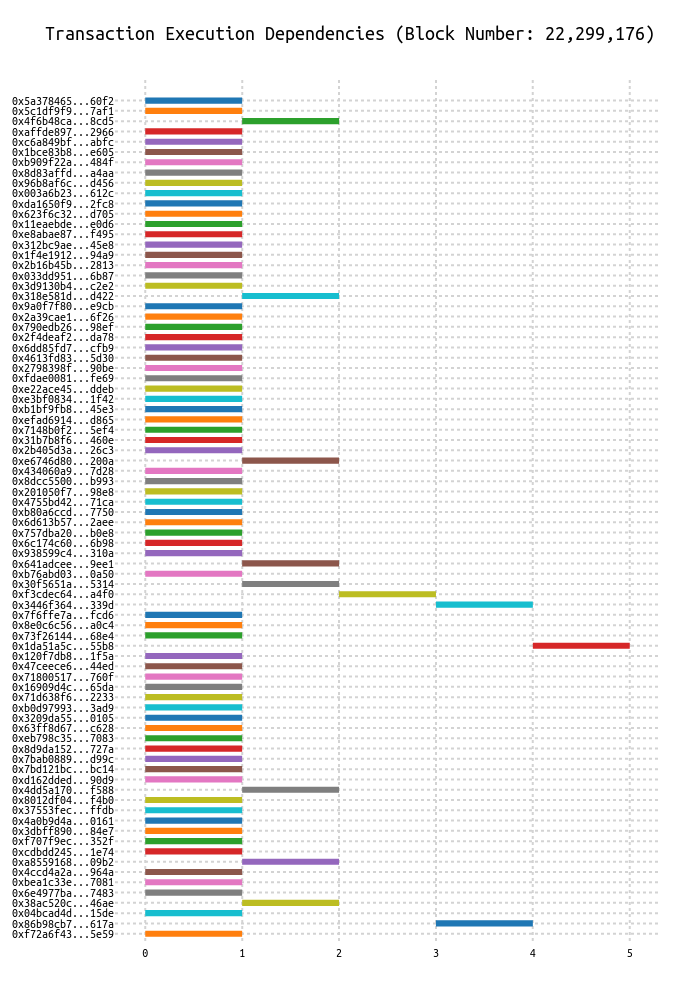 Transaction Execution Dependencies (Block Number: 22,299,176)
0x5a378465...60f2
0x5c1df9f9...7af1
0x4f6b48ca...8cd5
0xaffde897...2966
0xc6a849bf...abfc
0x1bce83b8...e605
0xb909f22a...484f
0x8d83affd...a4aa
0x96b8af6c...d456
0x003a6b23...612c
0xda1650f9...2fc8
0x623f6c32...d705
0x11eaebde...e0d6
0xe8abae87...f495
0x312bc9ae...45e8
0x1f4e1912...94a9
0x2b16b45b...2813
0x033dd951...6b87
0x3d9130b4...c2e2
0x318e581d...d422
0x9a0f7f80...e9cb
0x2a39cae1...6f26
0x790edb26...98ef
0x2f4deaf2...da78
0x6dd85fd7...cfb9
0x4613fd83...5d30
0x2798398f...90be
0xfdae0081...fe69
0xe22ace45...ddeb
0xe3bf0834...1f42
0xb1bf9fb8...45e3
0xefad6914...d865
0x7148b0f2...5ef4
0x31b7b8f6...460e
0x2b405d3a...26c3
0xe6746d80...200a
0x434060a9...7d28
0x8dcc5500...b993
0x201050f7...98e8
0x4755bd42...71ca
0xb80a6ccd...7750
0x6d613b57...2aee
0x757dba20...b0e8
0x6c174c60...6b98
0x938599c4...310a
0x641adcee...9ee1
0xb76abd03...0a50
0x30f5651a...5314
0xf3cdec64...a4f0
0x3446f364...339d
0x7f6ffe7a...fcd6
0x8e0c6c56...a0c4
0x73f26144...68e4
0x1da51a5c...55b8
0x120f7db8...1f5a
0x47ceece6...44ed
0x71800517...760f
0x16909d4c...65da
0x71d638f6...2233
0xb0d97993...3ad9
0x3209da55...0105
0x63ff8d67...c628
0xeb798c35...7083
0x8d9da152...727a
0x7bab0889...d99c
0x7bd121bc...bc14
0xd162dded...90d9
0x4dd5a170...f588
0x8012df04...f4b0
0x37553fec...ffdb
0x4a0b9d4a...0161
0x3dbff890...84e7
0xf707f9ec...352f
0xcdbdd245...1e74
0xa8559168...09b2
0x4ccd4a2a...964a
0xbea1c33e...7081
0x6e4977ba...7483
0x38ac520c...46ae
0x04bcad4d...15de
0x86b98cb7...617a
0xf72a6f43...5e59
0 1 2 3 4 5